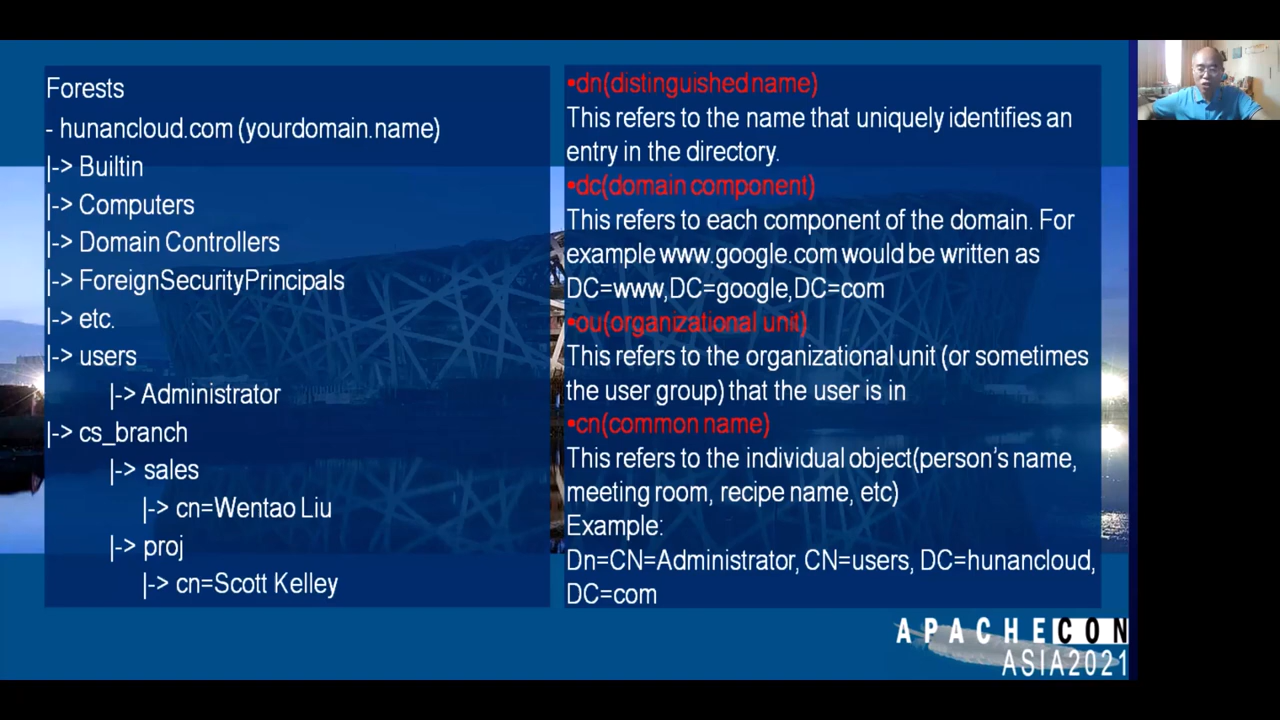 Forests
- hunancloud.com (yourdomain.name)
|-> Builtin
|-> Computers
|-> Domain Controllers
|-> ForeignSecurityPrincipals
|-> etc.
|-> users
|-> Administrator
|-> cs_branch
|-> sales
|-> cn=Wentao Liu
|-> proj
|-> cn=Scott Kelley
•dn(distinguished name)
This refers to the name that uniquely identifies an
entry in the directory.
•dc(domain component)
This refers to each component of the domain. For
example www.google.com would be written as
DC=www,DC=google,DC=com
•ou(organizational unit)
This refers to the organizational unit (or sometimes
the user group) that the user is in
•cn(common name)
This refers to the individual object(person’s name,
meeting room, recipe name, etc)
Example:
Dn=CN=Administrator, CN=users, DC=hunancloud,
DC=com
APACHECON
ASIA2021